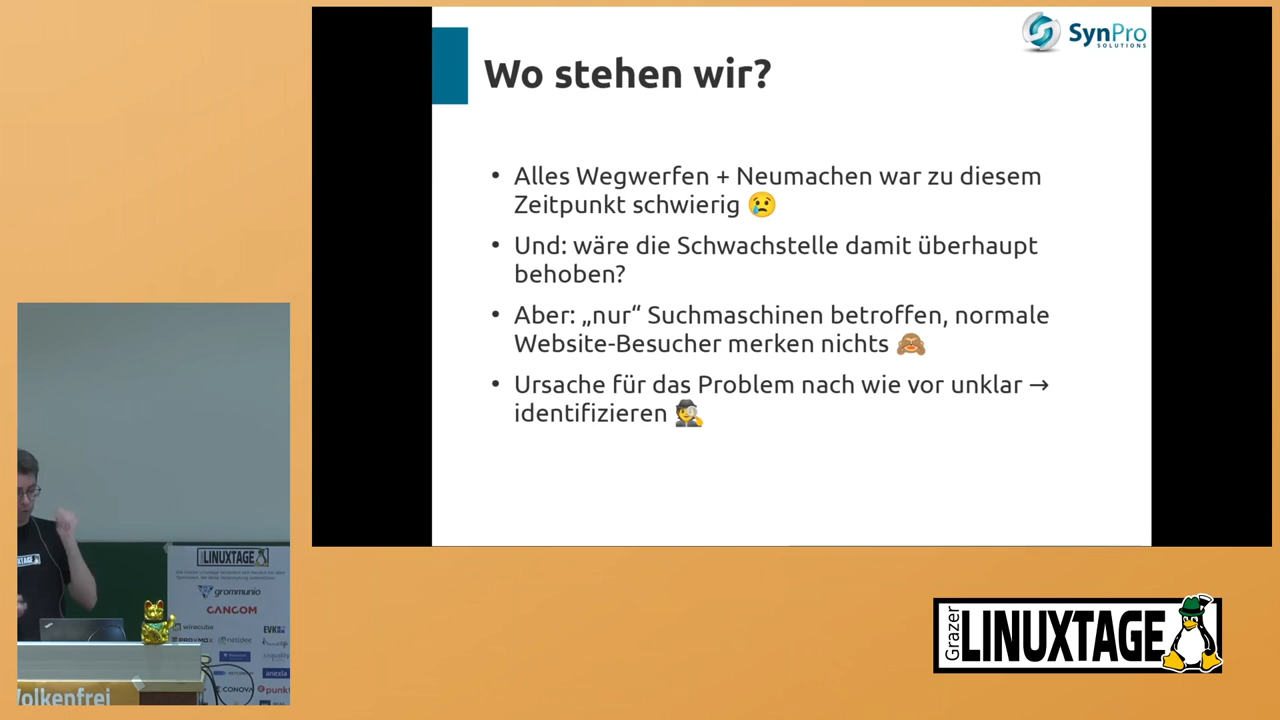 SynPro
SOLUTIONS
Wo stehen wir?
• Alles Wegwerfen + Neumachen war zu diesem
Zeitpunkt schwierig 😢
• Und: wäre die Schwachstelle damit überhaupt
behoben?
• Aber: „nur“ Suchmaschinen betroffen, normale
Website-Besucher merken nichts 🙈
• Ursache für das Problem nach wie vor unklar →
identifizieren 🕵
LINUXTAGE
grommunio
CANCOM
wirecube
EVK
PROXMOX
netidee
anexia
CONOVA
punkt
Volkenfrei
Grazer
LINUXTAGE